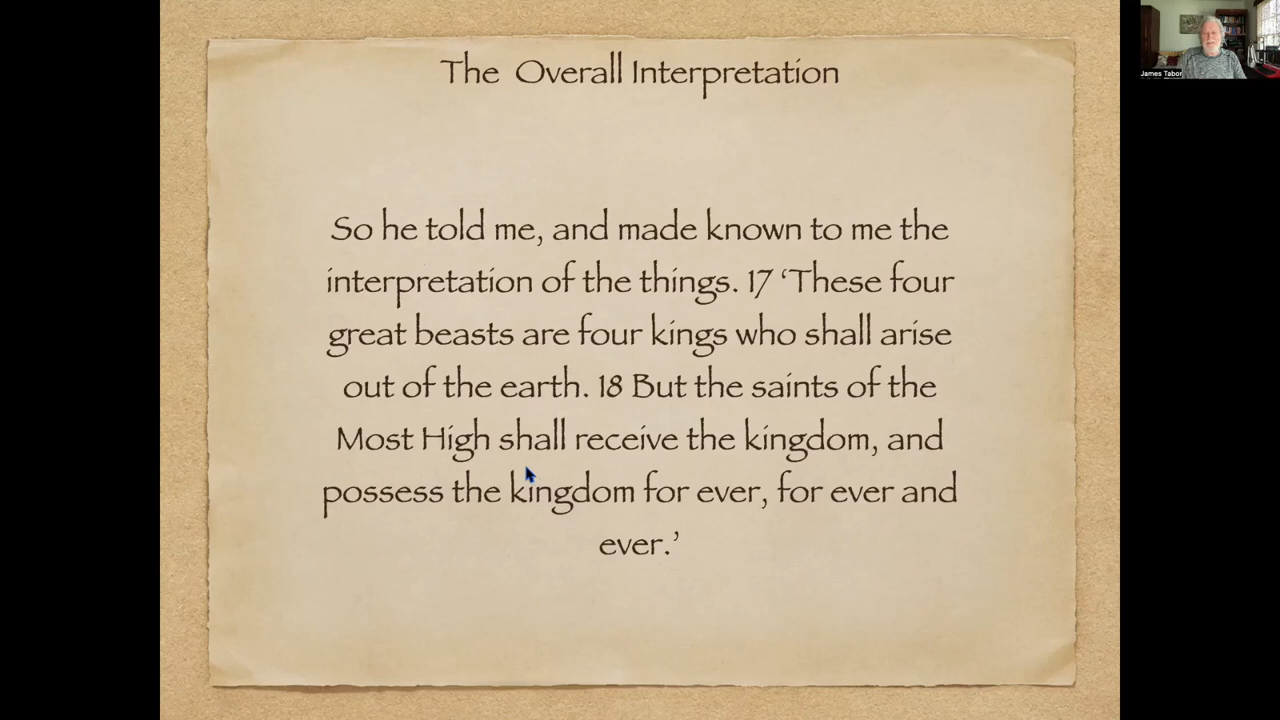 The Overall Interpretation
James Tabor
So he told me, and made known to me the
interpretation of the things. 17 ‘These four
great beasts are four kings who shall arise
out of the earth. 18 But the saints of the
Most High shall receive the kingdom, and
possess the kingdom for ever, for ever and
ever.’